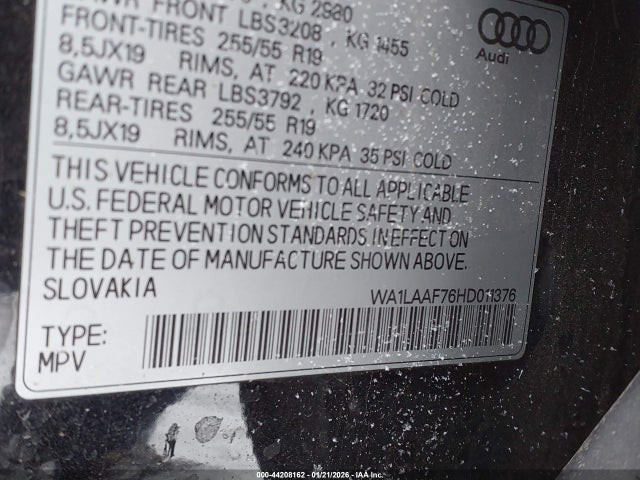 KG 2980
GAWR FRONT LBS3208 , KG 1455
FRONT-TIRES 255/55 R19
8,5JX19 RIMS, AT 220 KPA 32 PSI COLD
GAWR REAR LBS3792 , KG 1720
REAR-TIRES 255/55 R19
8,5JX19 RIMS, AT 240 KPA 35 PSI COLD
Audi
THIS VEHICLE CONFORMS TO ALL APPLICABLE
U.S. FEDERAL MOTOR VEHICLE SAFETY AND
THEFT PREVENTION STANDARDS IN EFFECT ON
THE DATE OF MANUFACTURE SHOWN ABOVE.
SLOVAKIA WA1LAAF76HD011376
TYPE:
MPV
000-44208162 - 01/21/2026 - IAA Inc.